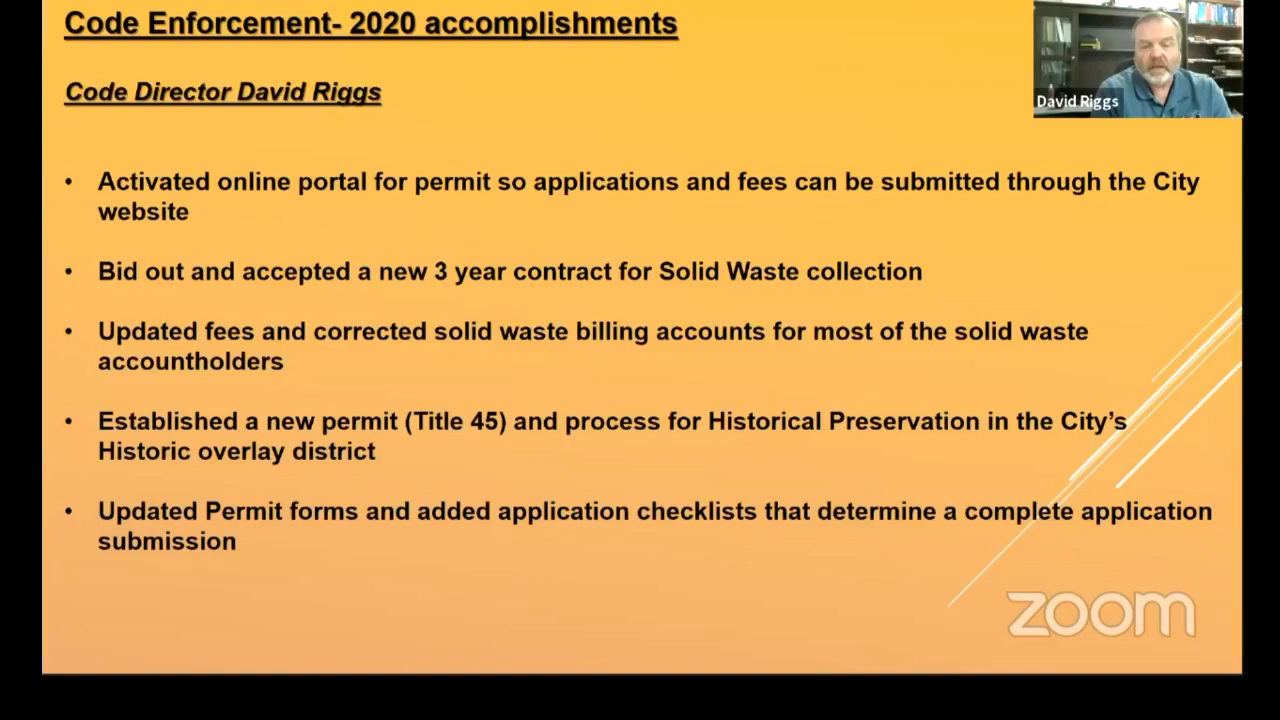 Code Enforcement- 2020 accomplishments
David Riggs
Code Director David Riggs
• Activated online portal for permit so applications and fees can be submitted through the City
website
• Bid out and accepted a new 3 year contract for Solid Waste collection
• Updated fees and corrected solid waste billing accounts for most of the solid waste
accountholders
• Established a new permit (Title 45) and process for Historical Preservation in the City’s
Historic overlay district
• Updated Permit forms and added application checklists that determine a complete application
submission
zoom